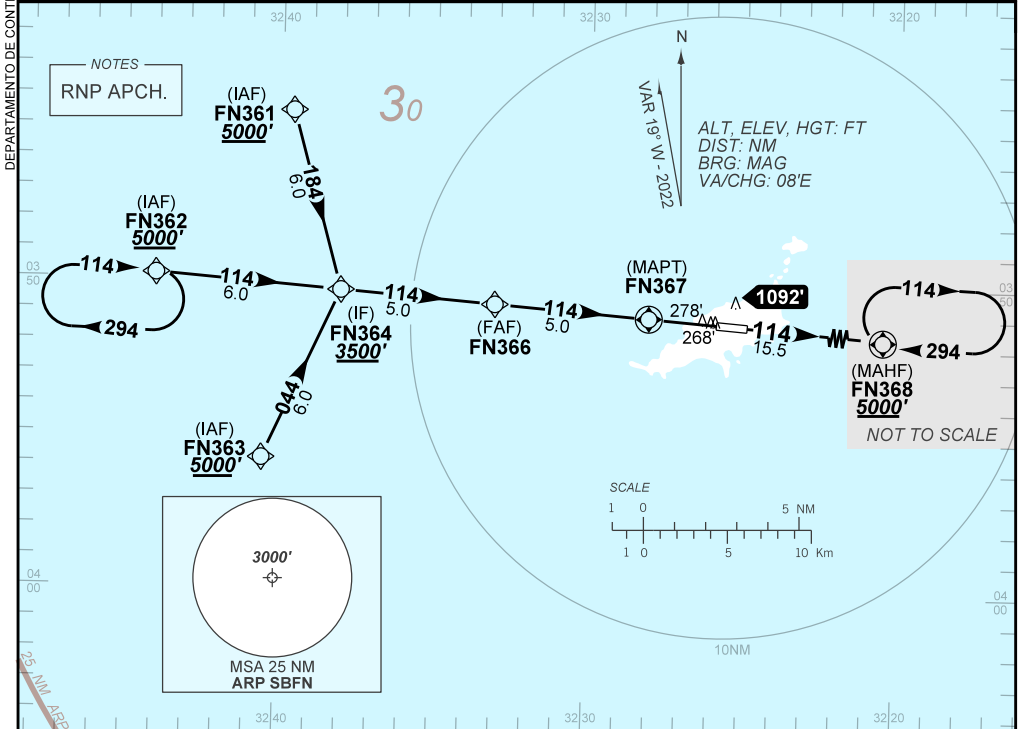 DEPARTAMENTO DE CONT
32 40
32 30
32 20
NOTES
RNP APCH.
(IAF)
FN361
5000'
30
N
VAR 19° W - 2022
ALT, ELEV, HGT: FT
DIST: NM
BRG: MAG
VA/CHG: 08'E
184
6.0
(IAF)
FN362
5000'
114
294
03
50
114
6.0
(IF)
FN364
3500'
114
5.0
(FAF)
FN366
114
5.0
(MAPT)
FN367
278'
268'
1092'
114
15.5
03
50
114
294
(MAHF)
FN368
5000'
NOT TO SCALE
044
6.0
(IAF)
FN363
5000'
SCALE
1 0 5 NM
1 0 5 10 Km
3000'
MSA 25 NM
ARP SBFN
04
00
04
00
10NM
25 NM ARP
32 40
32 30
32 20